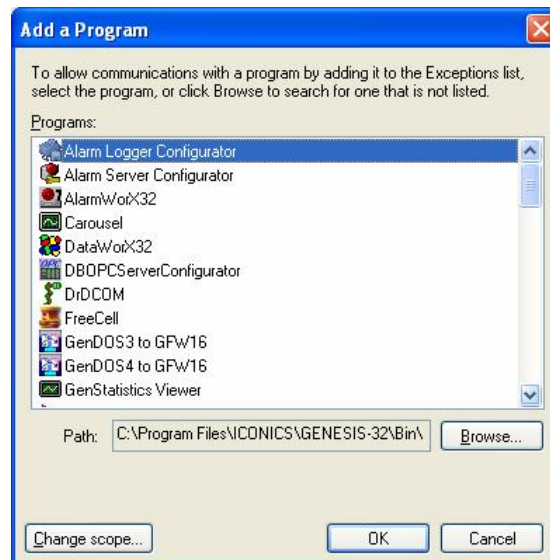 Add a Program
To allow communications with a program by adding it to the Exceptions list,
select the program, or click Browse to search for one that is not listed.
Programs:
Alarm Logger Configurator
Alarm Server Configurator
AlarmWorX32
Carousel
DataWorX32
DBOPCServerConfigurator
DrDCOM
FreeCell
GenDOS3 to GFW16
GenDOS4 to GFW16
GenStatistics Viewer
Path: C:\Program Files\ICONICS\GENESIS-32\Bin\ Browse...
Change scope... OK Cancel